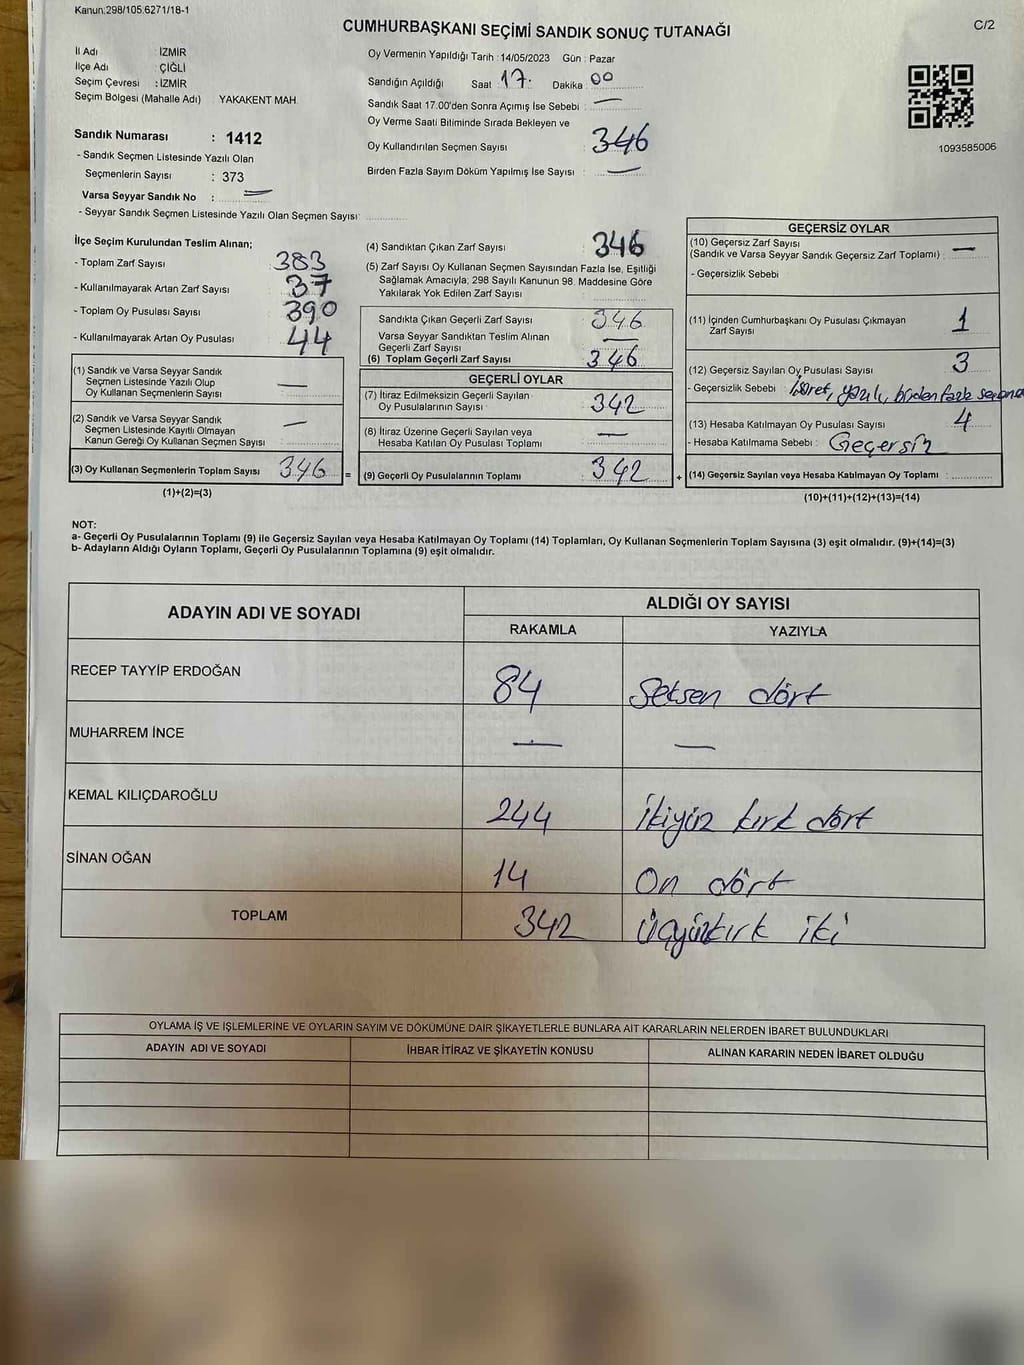 Kanun:298/105,6271/18-1
CUMHURBAŞKANI SEÇİMİ SANDIK SONUÇ TUTANAĞI
C/2
İl Adı : İZMİR
İlçe Adı : ÇİĞLİ
Seçim Çevresi : İZMİR
Seçim Bölgesi (Mahalle Adı) YAKAKENT MAH.
Oy Vermenin Yapıldığı Tarih : 14/05/2023 Gün : Pazar
Sandığın Açıldığı Saat 17. Dakika 00
Sandık Saat 17.00'den Sonra Açımış İse Sebebi : —
Oy Verme Saati Bitiminde Sırada Bekleyen ve
Oy Kullandırılan Seçmen Sayısı : 346
Birden Fazla Sayım Döküm Yapılmış İse Sayısı : —
1093585006
Sandık Numarası : 1412
- Sandık Seçmen Listesinde Yazılı Olan
Seçmenlerin Sayısı : 373
Varsa Seyyar Sandık No : —
- Seyyar Sandık Seçmen Listesinde Yazılı Olan Seçmen Sayısı:
İlçe Seçim Kurulundan Teslim Alınan;
- Toplam Zarf Sayısı 383
- Kullanılmayarak Artan Zarf Sayısı : 37
- Toplam Oy Pusulası Sayısı : 390
- Kullanılmayarak Artan Oy Pusulası : 44
(1) Sandık ve Varsa Seyyar Sandık
Seçmen Listesinde Yazılı Olup
Oy Kullanan Seçmenlerin Sayısı : —
(2) Sandık ve Varsa Seyyar Sandık
Seçmen Listesinde Kayıtlı Olmayan
Kanun Gereği Oy Kullanan Seçmen Sayısı : —
(3) Oy Kullanan Seçmenlerin Toplam Sayısı : 346 =
(1)+(2)=(3)
(4) Sandıktan Çıkan Zarf Sayısı : 346
(5) Zarf Sayısı Oy Kullanan Seçmen Sayısından Fazla İse, Eşitliği
Sağlamak Amacıyla, 298 Sayılı Kanunun 98. Maddesine Göre
Yakılarak Yok Edilen Zarf Sayısı :
Sandıkta Çıkan Geçerli Zarf Sayısı : 346
Varsa Seyyar Sandıktan Teslim Alınan
Geçerli Zarf Sayısı : —
(6) Toplam Geçerli Zarf Sayısı : 346
GEÇERLİ OYLAR
(7) İtiraz Edilmeksizin Geçerli Sayılan
Oy Pusulalarının Sayısı : 342
(8) İtiraz Üzerine Geçerli Sayılan veya
Hesaba Katılan Oy Pusulası Toplamı : —
(9) Geçerli Oy Pusulalarının Toplamı : 342 +
GEÇERSİZ OYLAR
(10) Geçersiz Zarf Sayısı
(Sandık ve Varsa Seyyar Sandık Geçersiz Zarf Toplamı) : —
- Geçersizlik Sebebi :
(11) İçinden Cumhurbaşkanı Oy Pusulası Çıkmayan
Zarf Sayısı : 1
(12) Geçersiz Sayılan Oy Pusulası Sayısı : 3
- Geçersizlik Sebebi : İşaret, yazılı, birden fazla
(13) Hesaba Katılmayan Oy Pusulası Sayısı : 4
- Hesaba Katılmama Sebebi : Geçersiz
(14) Geçersiz Sayılan veya Hesaba Katılmayan Oy Toplamı :
(10)+(11)+(12)+(13)=(14)
NOT:
a- Geçerli Oy Pusulalarının Toplamı (9) ile Geçersiz Sayılan veya Hesaba Katılmayan Oy Toplamı (14) Toplamları, Oy Kullanan Seçmenlerin Toplam Sayısına (3) eşit olmalıdır. (9)+(14)=(3)
b- Adayların Aldığı Oyların Toplamı, Geçerli Oy Pusulalarının Toplamına (9) eşit olmalıdır.
ADAYIN ADI VE SOYADI ALDIĞI OY SAYISI
RAKAMLA YAZIYLA
RECEP TAYYİP ERDOĞAN 84 Seksen dört
MUHARREM İNCE — —
KEMAL KILIÇDAROĞLU 244 İkiyüz kırk dört
SİNAN OĞAN 14 On dört
TOPLAM 342 Üçyüzkırk iki
OYLAMA İŞ VE İŞLEMLERİNE VE OYLARIN SAYIM VE DÖKÜMÜNE DAİR ŞİKAYETLERLE BUNLARA AİT KARARLARIN NELERDEN İBARET BULUNDUKLARI
ADAYIN ADI VE SOYADI İHBAR İTİRAZ VE ŞİKAYETİN KONUSU ALINAN KARARIN NEDEN İBARET OLDUĞU